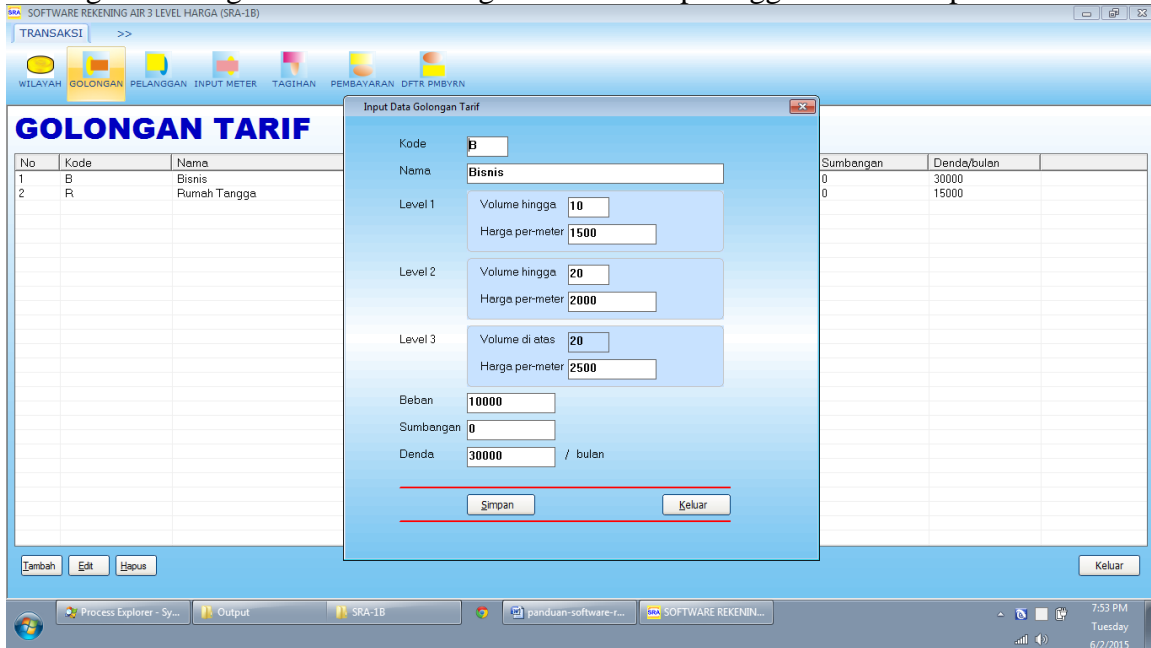 SRA SOFTWARE REKENING AIR 3 LEVEL HARGA (SRA-1B)
TRANSAKSI >>
WILAYAH GOLONGAN PELANGGAN INPUT METER TAGIHAN PEMBAYARAN DFTR PMBYRN
GOLONGAN TARIF
No Kode Nama Sumbangan Denda/bulan
1 B Bisnis 0 30000
2 R Rumah Tangga 0 15000
Input Data Golongan Tarif
Kode B
Nama Bisnis
Level 1 Volume hingga 10
Harga per-meter 1500
Level 2 Volume hingga 20
Harga per-meter 2000
Level 3 Volume di atas 20
Harga per-meter 2500
Beban 10000
Sumbangan 0
Denda 30000 / bulan
Simpan Keluar
Tambah Edit Hapus Keluar
Process Explorer - Sy... Output SRA-1B panduan-software-r... SRA SOFTWARE REKENIN...
7:53 PM
Tuesday
6/2/2015